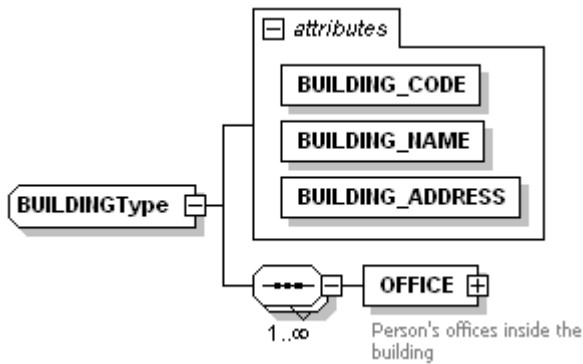 attributes
BUILDING_CODE
BUILDING_NAME
BUILDING_ADDRESS
BUILDINGType
OFFICE
1..∞
Person's offices inside the
building